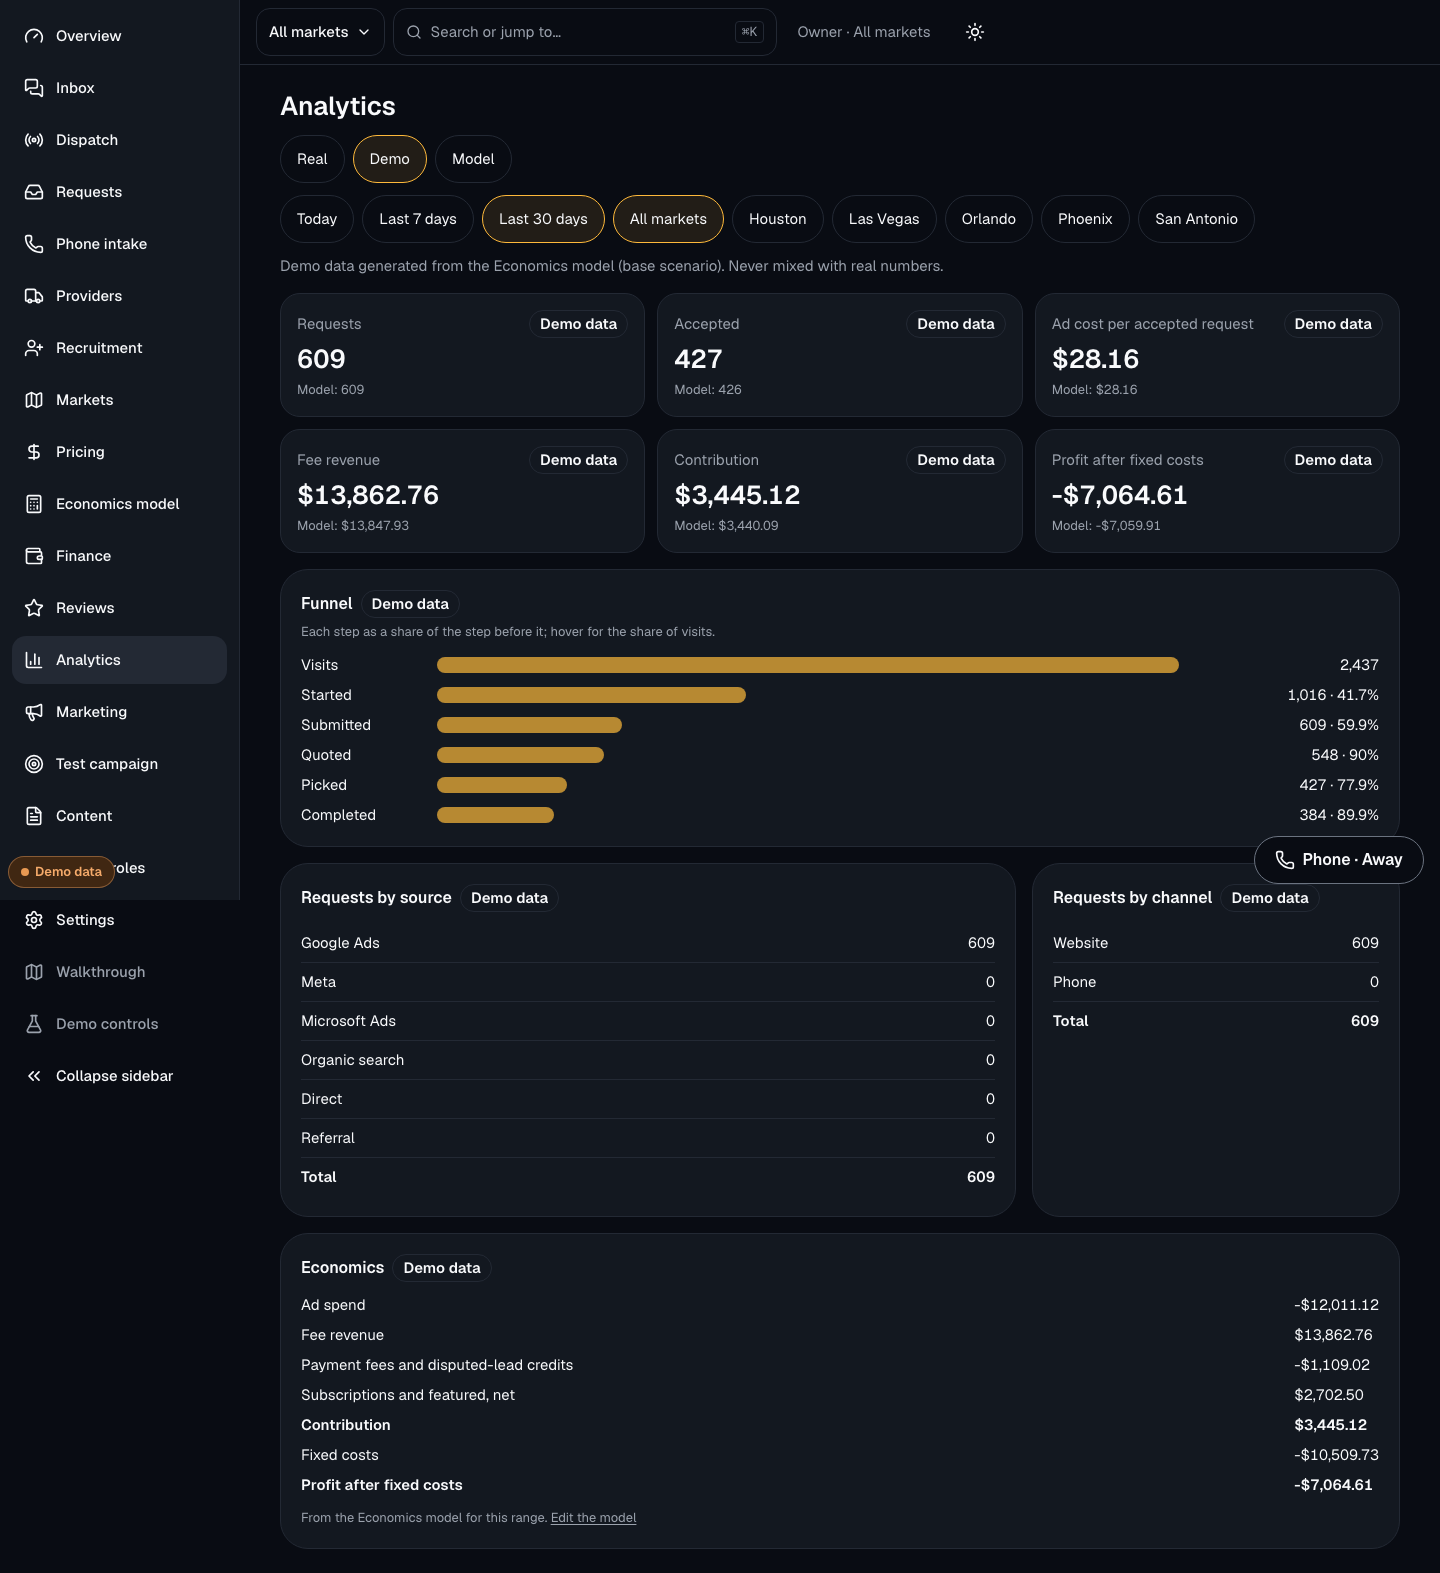 Overview
Inbox
Dispatch
Requests
Phone intake
Providers
Recruitment
Markets
Pricing
Economics model
Finance
Reviews
Analytics
Marketing
Test campaign
Content
Demo data
roles
Settings
Walkthrough
Demo controls
Collapse sidebar
All markets
Search or jump to...
⌘K
Owner · All markets
Analytics
Real
Demo
Model
Today
Last 7 days
Last 30 days
All markets
Houston
Las Vegas
Orlando
Phoenix
San Antonio
Demo data generated from the Economics model (base scenario). Never mixed with real numbers.
Requests
Demo data
609
Model: 609
Accepted
Demo data
427
Model: 426
Ad cost per accepted request
Demo data
$28.16
Model: $28.16
Fee revenue
Demo data
$13,862.76
Model: $13,847.93
Contribution
Demo data
$3,445.12
Model: $3,440.09
Profit after fixed costs
Demo data
-$7,064.61
Model: -$7,059.91
Funnel
Demo data
Each step as a share of the step before it; hover for the share of visits.
Visits 2,437
Started 1,016 · 41.7%
Submitted 609 · 59.9%
Quoted 548 · 90%
Picked 427 · 77.9%
Completed 384 · 89.9%
Phone · Away
Requests by source
Demo data
Google Ads 609
Meta 0
Microsoft Ads 0
Organic search 0
Direct 0
Referral 0
Total 609
Requests by channel
Demo data
Website 609
Phone 0
Total 609
Economics
Demo data
Ad spend -$12,011.12
Fee revenue $13,862.76
Payment fees and disputed-lead credits -$1,109.02
Subscriptions and featured, net $2,702.50
Contribution $3,445.12
Fixed costs -$10,509.73
Profit after fixed costs -$7,064.61
From the Economics model for this range. Edit the model